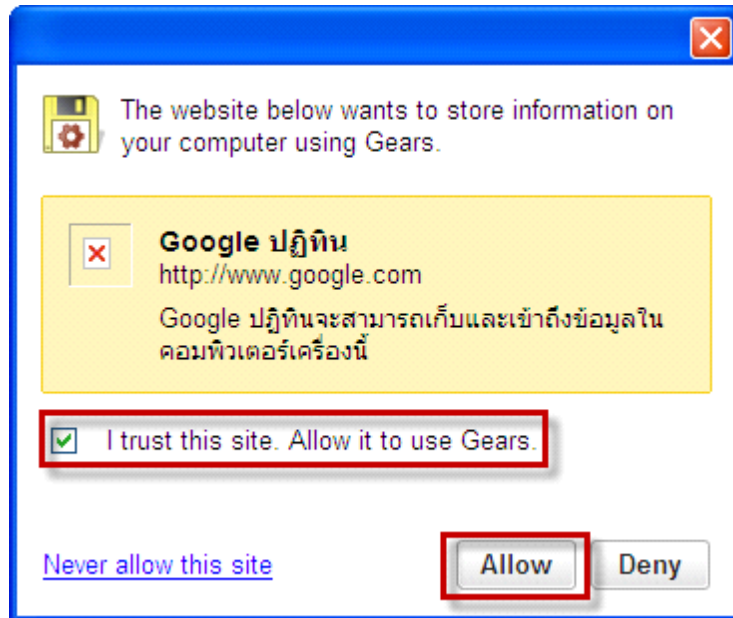 The website below wants to store information on
your computer using Gears.
Google ปฏิทิน
http://www.google.com
Google ปฏิทินจะสามารถเก็บและเข้าถึงข้อมูลใน
คอมพิวเตอร์เครื่องนี้
I trust this site. Allow it to use Gears.
Never allow this site
Allow
Deny